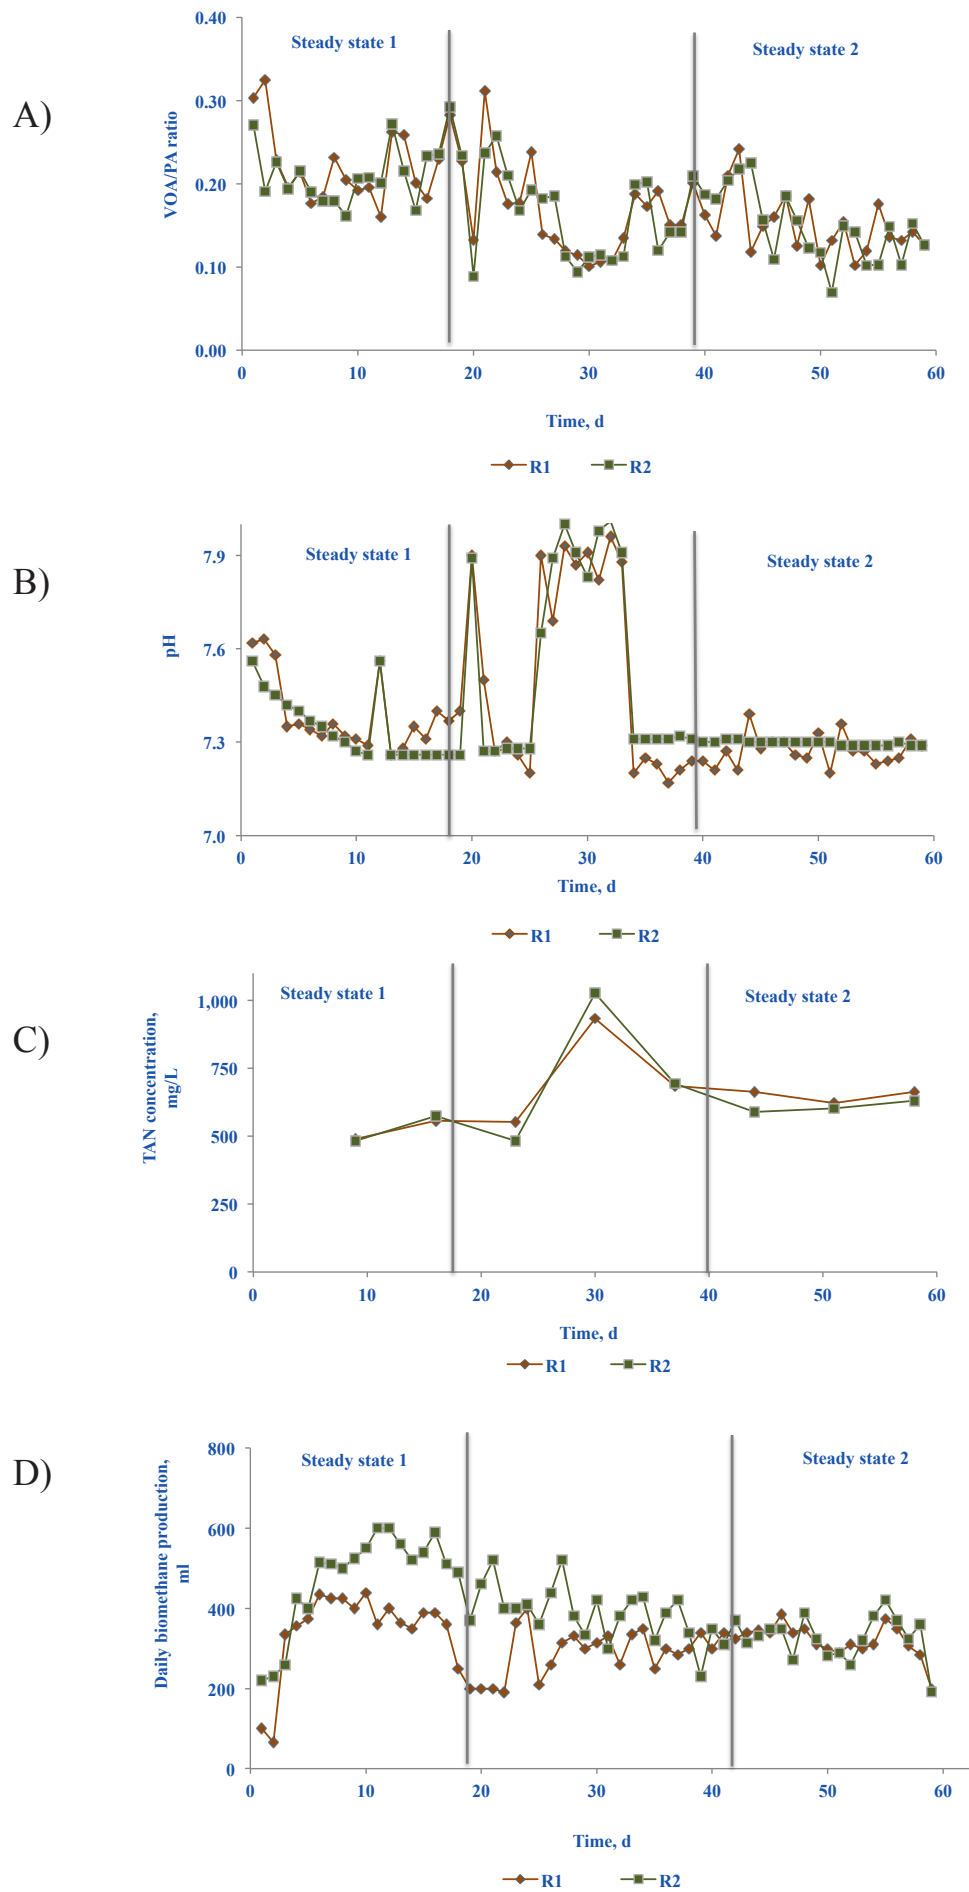 A)
0.40
0.30
0.20
0.10
0.00
VOA/PA ratio
Steady state 1
Steady state 2
0 10 20 30 40 50 60
Time, d
R1 R2
B)
7.9
7.6
7.3
7.0
pH
Steady state 1
Steady state 2
0 10 20 30 40 50 60
Time, d
R1 R2
C)
1,000
750
500
250
0
TAN concentration,
mg/L
Steady state 1
Steady state 2
0 10 20 30 40 50 60
Time, d
R1 R2
D)
800
600
400
200
0
Daily biomethane production,
ml
Steady state 1
Steady state 2
0 10 20 30 40 50 60
Time, d
R1 R2